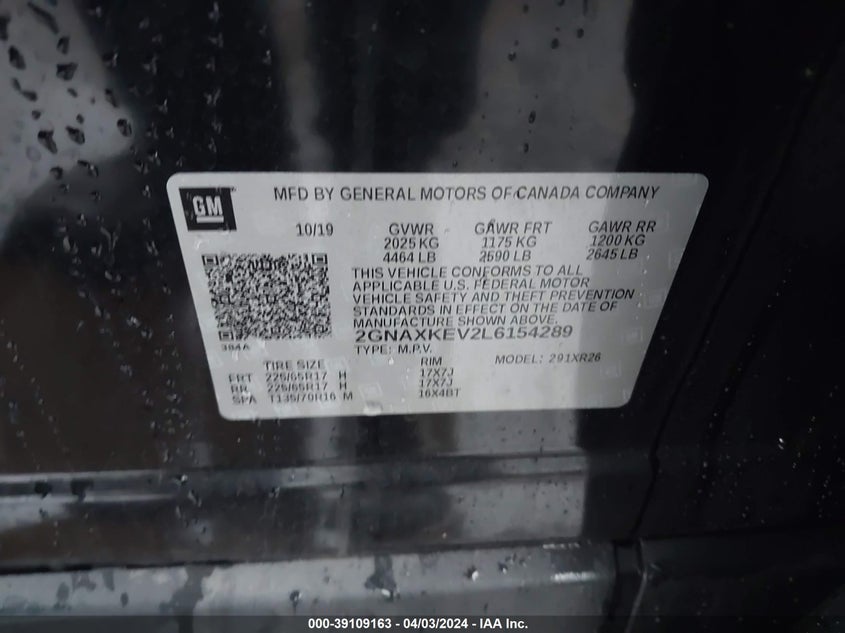 GM
MFD BY GENERAL MOTORS OF CANADA COMPANY
10/19 GVWR GAWR FRT GAWR RR
2025 KG 1175 KG 1200 KG
4464 LB 2590 LB 2645 LB
THIS VEHICLE CONFORMS TO ALL
APPLICABLE U.S. FEDERAL MOTOR
VEHICLE SAFETY AND THEFT PREVENTION
STANDARDS IN EFFECT ON THE DATE OF
MANUFACTURE SHOWN ABOVE.
384A
2GNAXKEV2L6154289
TYPE: M.P.V. MODEL: 291XR26
TIRE SIZE RIM
FRT 225/65R17 H 17X7J
RR 225/65R17 H 17X7J
SPA T135/70R16 M 16X4BT
000-39109163 - 04/03/2024 - IAA Inc.